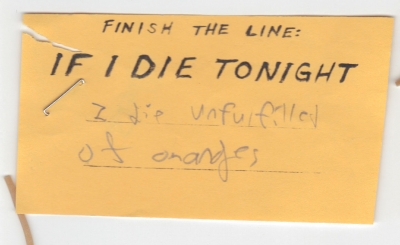 FINISH THE LINE:
IF I DIE TONIGHT
I die unfulfilled
of oranges